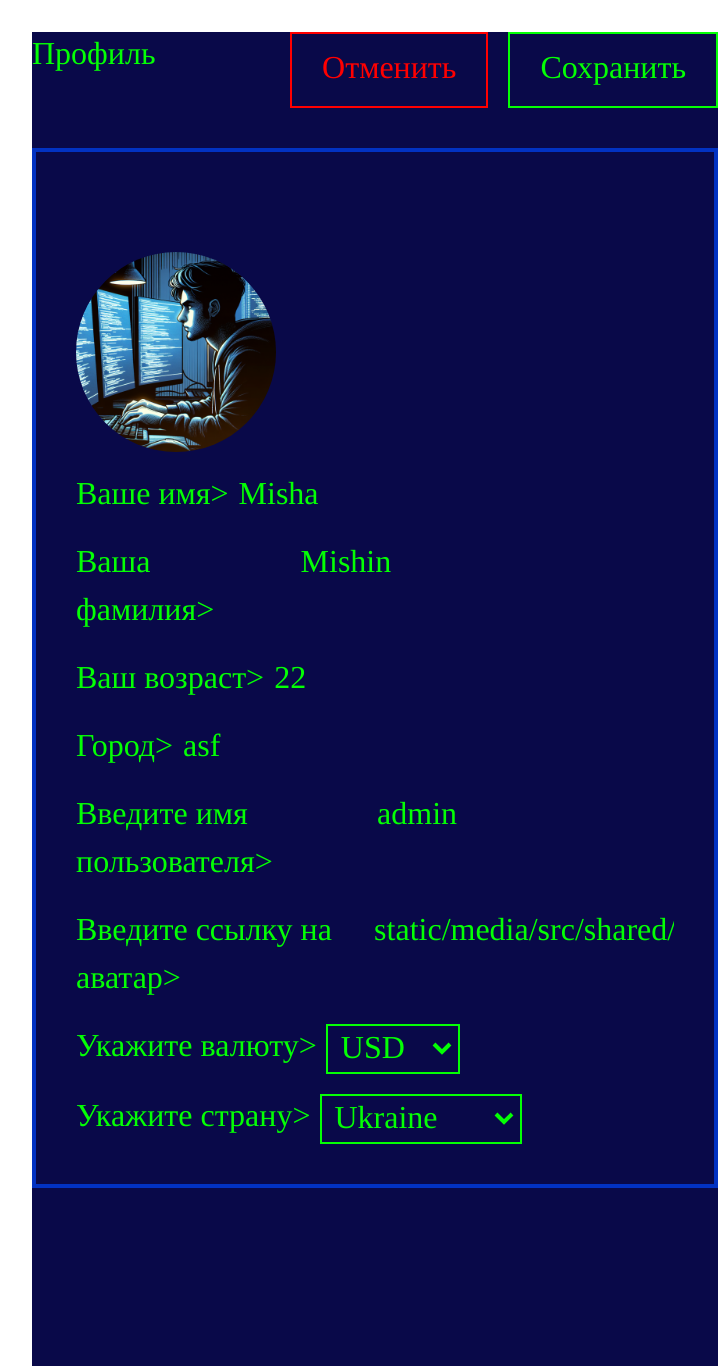 Профиль
Отменить
Сохранить
Ваше имя> Misha
Ваша Mishin
фамилия>
Ваш возраст> 22
Город> asf
Введите имя admin
пользователя>
Введите ссылку на static/media/src/shared/
аватар>
Укажите валюту> USD
Укажите страну> Ukraine